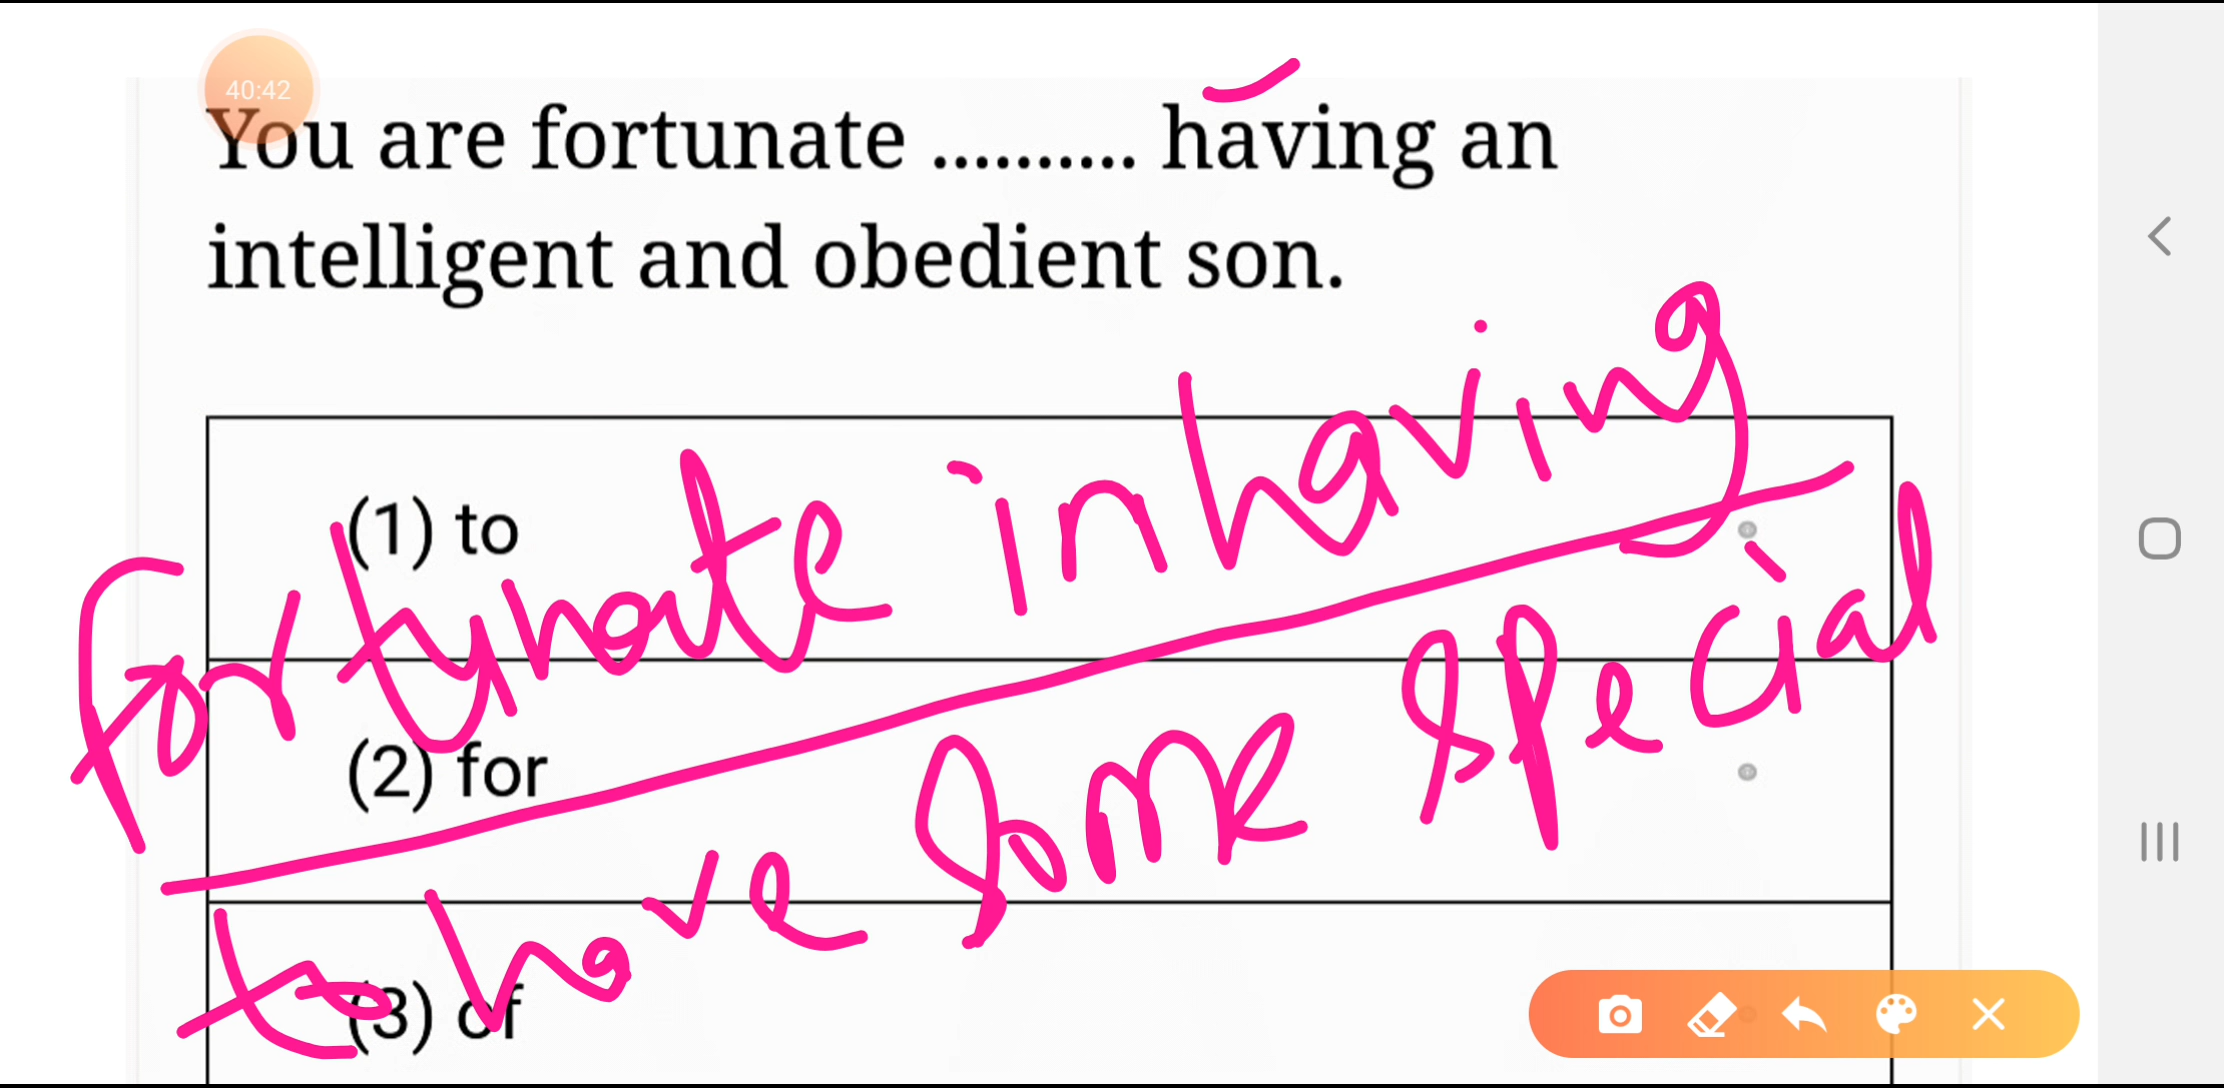 40:42
You are fortunate .......... having an
intelligent and obedient son.
fortunate in having
(1) to
(2) for
to have some special
(3) of